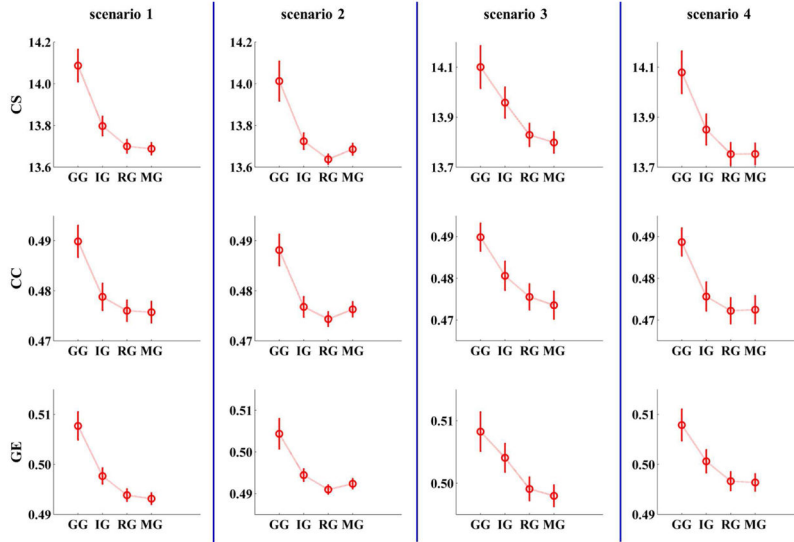 scenario 1 scenario 2 scenario 3 scenario 4
CS
14.2 14.2
14.1 14.1
14.0 14.0
13.9 13.9
13.8 13.8
13.6 13.6 13.7 13.7
GG IG RG MG GG IG RG MG GG IG RG MG GG IG RG MG
CC
0.49 0.49 0.49 0.49
0.48 0.48 0.48 0.48
0.47 0.47 0.47 0.47
GG IG RG MG GG IG RG MG GG IG RG MG GG IG RG MG
GE
0.51 0.51 0.51 0.51
0.50 0.50 0.50 0.50
0.49 0.49 0.49
GG IG RG MG GG IG RG MG GG IG RG MG GG IG RG MG